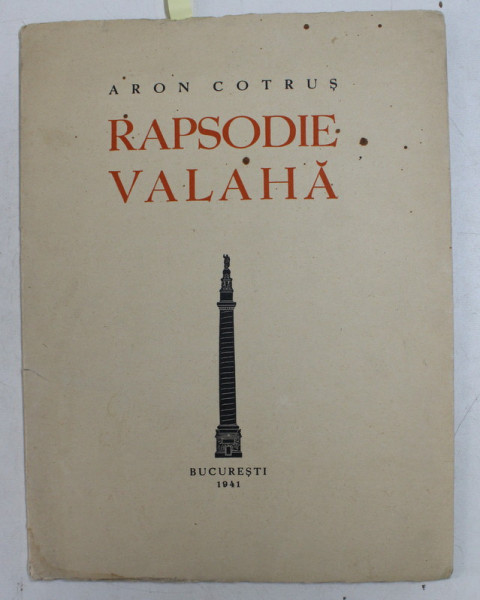 ARON COTRUȘ
RAPSODIE
VALAHĂ
BUCUREȘTI
1941